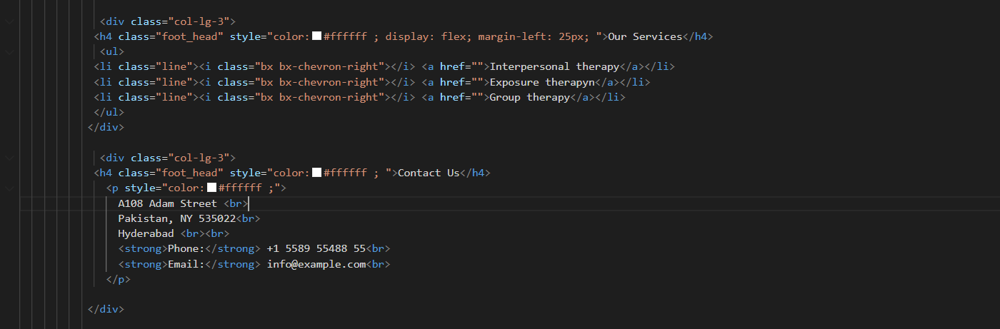 <div class="col-lg-3">
<h4 class="foot_head" style="color:#ffffff ; display: flex; margin-left: 25px; ">Our Services</h4>
<ul>
<li class="line"><i class="bx bx-chevron-right"></i> <a href="">Interpersonal therapy</a></li>
<li class="line"><i class="bx bx-chevron-right"></i> <a href="">Exposure therapyn</a></li>
<li class="line"><i class="bx bx-chevron-right"></i> <a href="">Group therapy</a></li>
</ul>
</div>
<div class="col-lg-3">
<h4 class="foot_head" style="color:#ffffff ; ">Contact Us</h4>
<p style="color:#ffffff ;">
A108 Adam Street <br>
Pakistan, NY 535022<br>
Hyderabad <br><br>
<strong>Phone:</strong> +1 5589 55488 55<br>
<strong>Email:</strong> info@example.com<br>
</p>
</div>